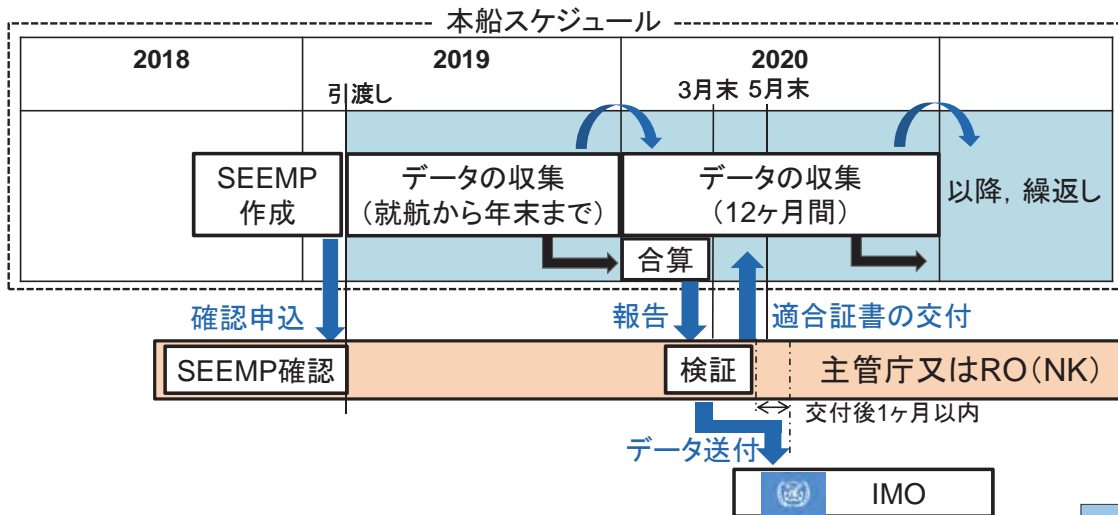 本船スケジュール
2018
2019
2020
引渡し
3月末
5月末
SEEMP
作成
データの収集
(就航から年末まで)
データの収集
(12ヶ月間)
以降, 繰返し
合算
確認申込
報告
適合証書の交付
SEEMP確認
検証
主管庁又はRO(NK)
交付後1ヶ月以内
データ送付
IMO